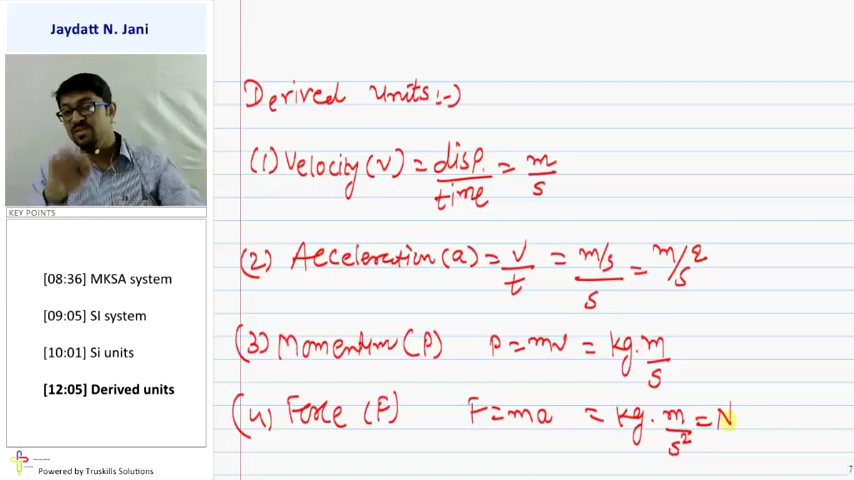 Jaydatt N. Jani
KEY POINTS
[08:36] MKSA system
[09:05] SI system
[10:01] Si units
[12:05] Derived units
Powered by Truskills Solutions
Derived units:-)
(1) Velocity (v) = disp./time = m/s
(2) Acceleration (a) = v/t = m/s/s = m/s2
(3) Momentum (P) P = mv = kg. m/s
(4) Force (F) F = ma = kg. m/s² = N
7